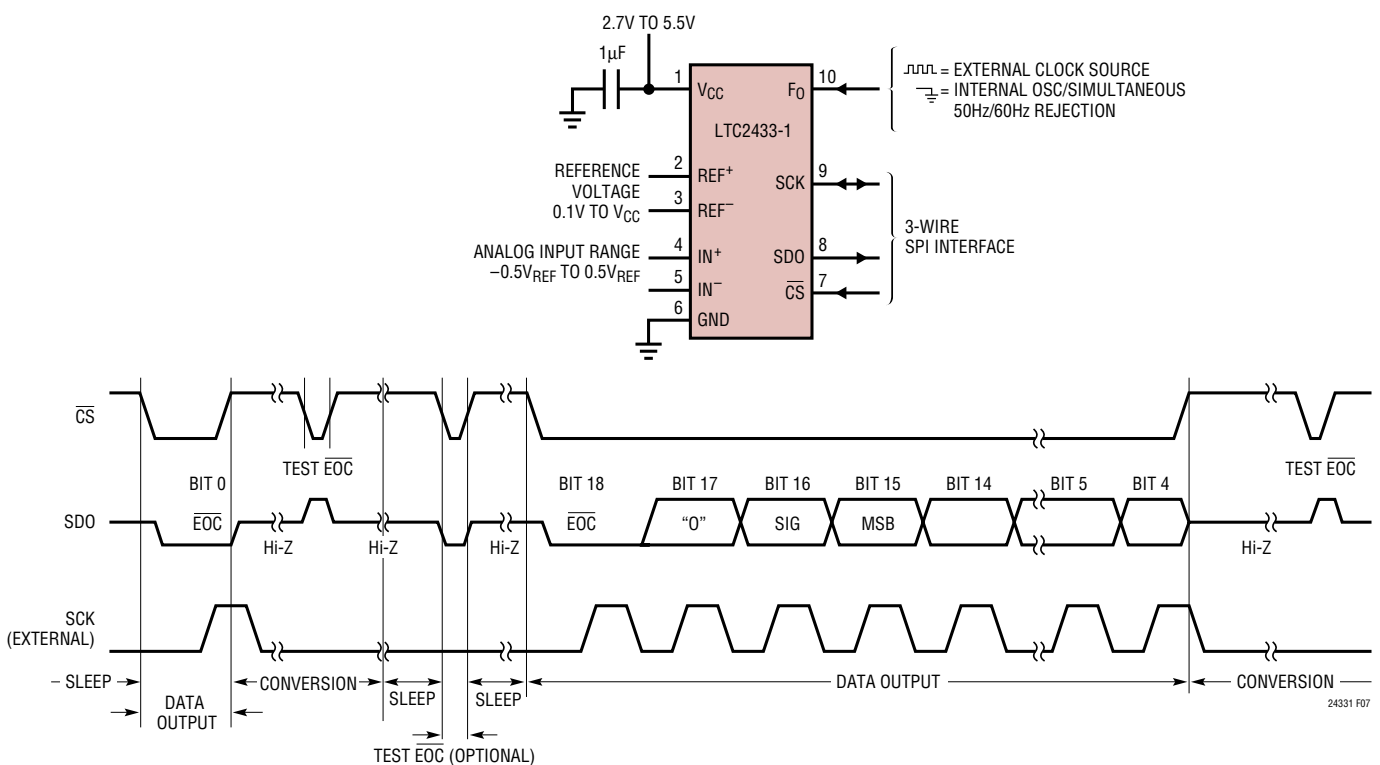 2.7V TO 5.5V
1µF
1
VCC
FO
10
LTC2433-1
= EXTERNAL CLOCK SOURCE
= INTERNAL OSC/SIMULTANEOUS
50Hz/60Hz REJECTION
REFERENCE
VOLTAGE
0.1V TO VCC
2
REF+
3
REF–
SCK
9
ANALOG INPUT RANGE
–0.5VREF TO 0.5VREF
4
IN+
5
IN–
SDO
8
CS
7
3-WIRE
SPI INTERFACE
6
GND
CS
TEST EOC
TEST EOC
BIT 0
BIT 18
BIT 17
BIT 16
BIT 15
BIT 14
BIT 5
BIT 4
SDO
EOC
EOC
“0”
SIG
MSB
Hi-Z
Hi-Z
Hi-Z
Hi-Z
SCK
(EXTERNAL)
SLEEP
DATA
OUTPUT
CONVERSION
SLEEP
SLEEP
DATA OUTPUT
CONVERSION
TEST EOC (OPTIONAL)
24331 F07